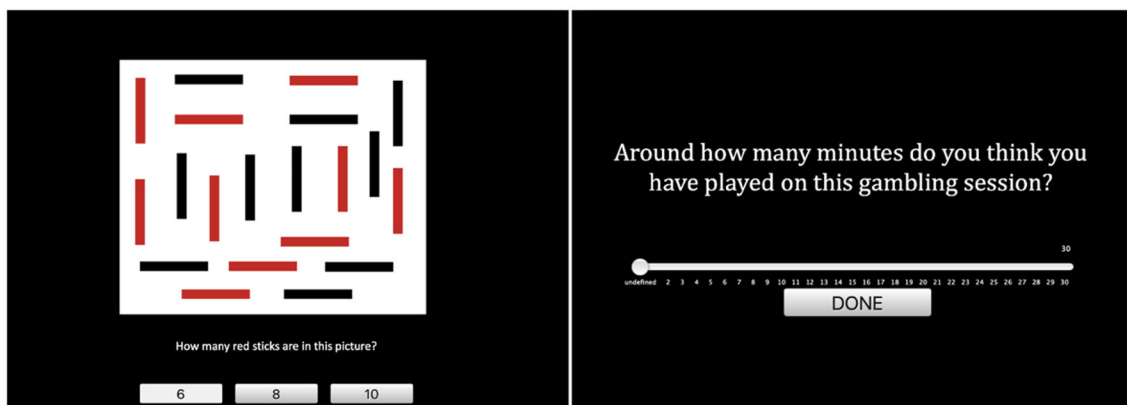 How many red sticks are in this picture?
6 8 10
Around how many minutes do you think you
have played on this gambling session?
30
undefined 2 3 4 5 6 7 8 9 10 11 12 13 14 15 16 17 18 19 20 21 22 23 24 25 26 27 28 29 30
DONE